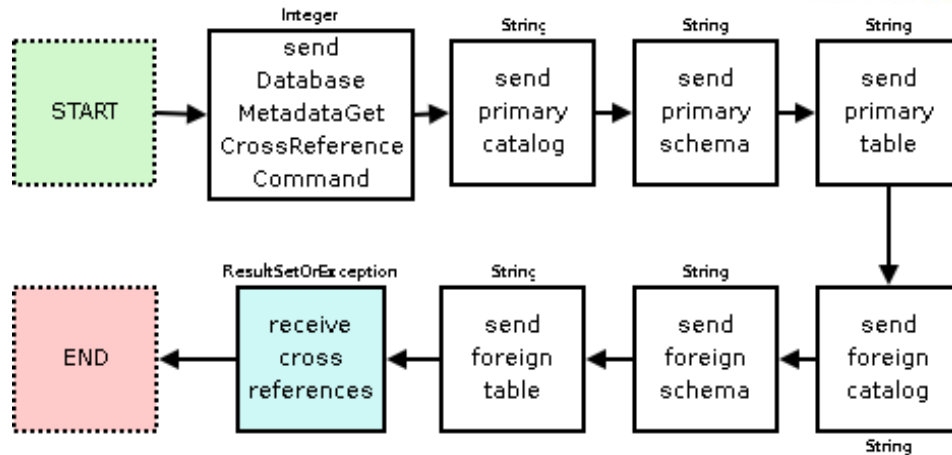 Integer
String
String
String
START
send
Database
MetadataGet
CrossReference
Command
send
primary
catalog
send
primary
schema
send
primary
table
ResultSetOrException
String
String
END
receive
cross
references
send
foreign
table
send
foreign
schema
send
foreign
catalog
String